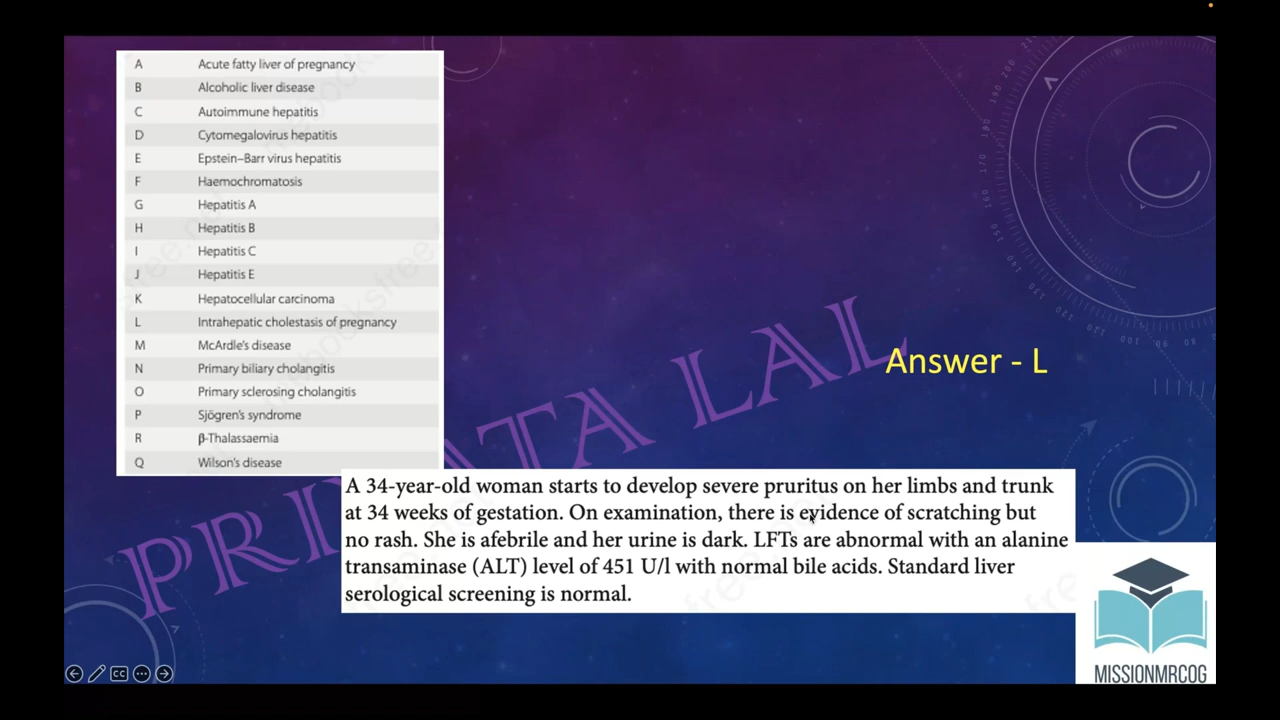 A Acute fatty liver of pregnancy
B Alcoholic liver disease
C Autoimmune hepatitis
D Cytomegalovirus hepatitis
E Epstein–Barr virus hepatitis
F Haemochromatosis
G Hepatitis A
H Hepatitis B
I Hepatitis C
J Hepatitis E
K Hepatocellular carcinoma
L Intrahepatic cholestasis of pregnancy
M McArdle's disease
N Primary biliary cholangitis
O Primary sclerosing cholangitis
P Sjögren's syndrome
R β-Thalassaemia
Q Wilson's disease
Answer - L
A 34-year-old woman starts to develop severe pruritus on her limbs and trunk
at 34 weeks of gestation. On examination, there is evidence of scratching but
no rash. She is afebrile and her urine is dark. LFTs are abnormal with an alanine
transaminase (ALT) level of 451 U/l with normal bile acids. Standard liver
serological screening is normal.
LAL
MISSIONMRCOG
CC